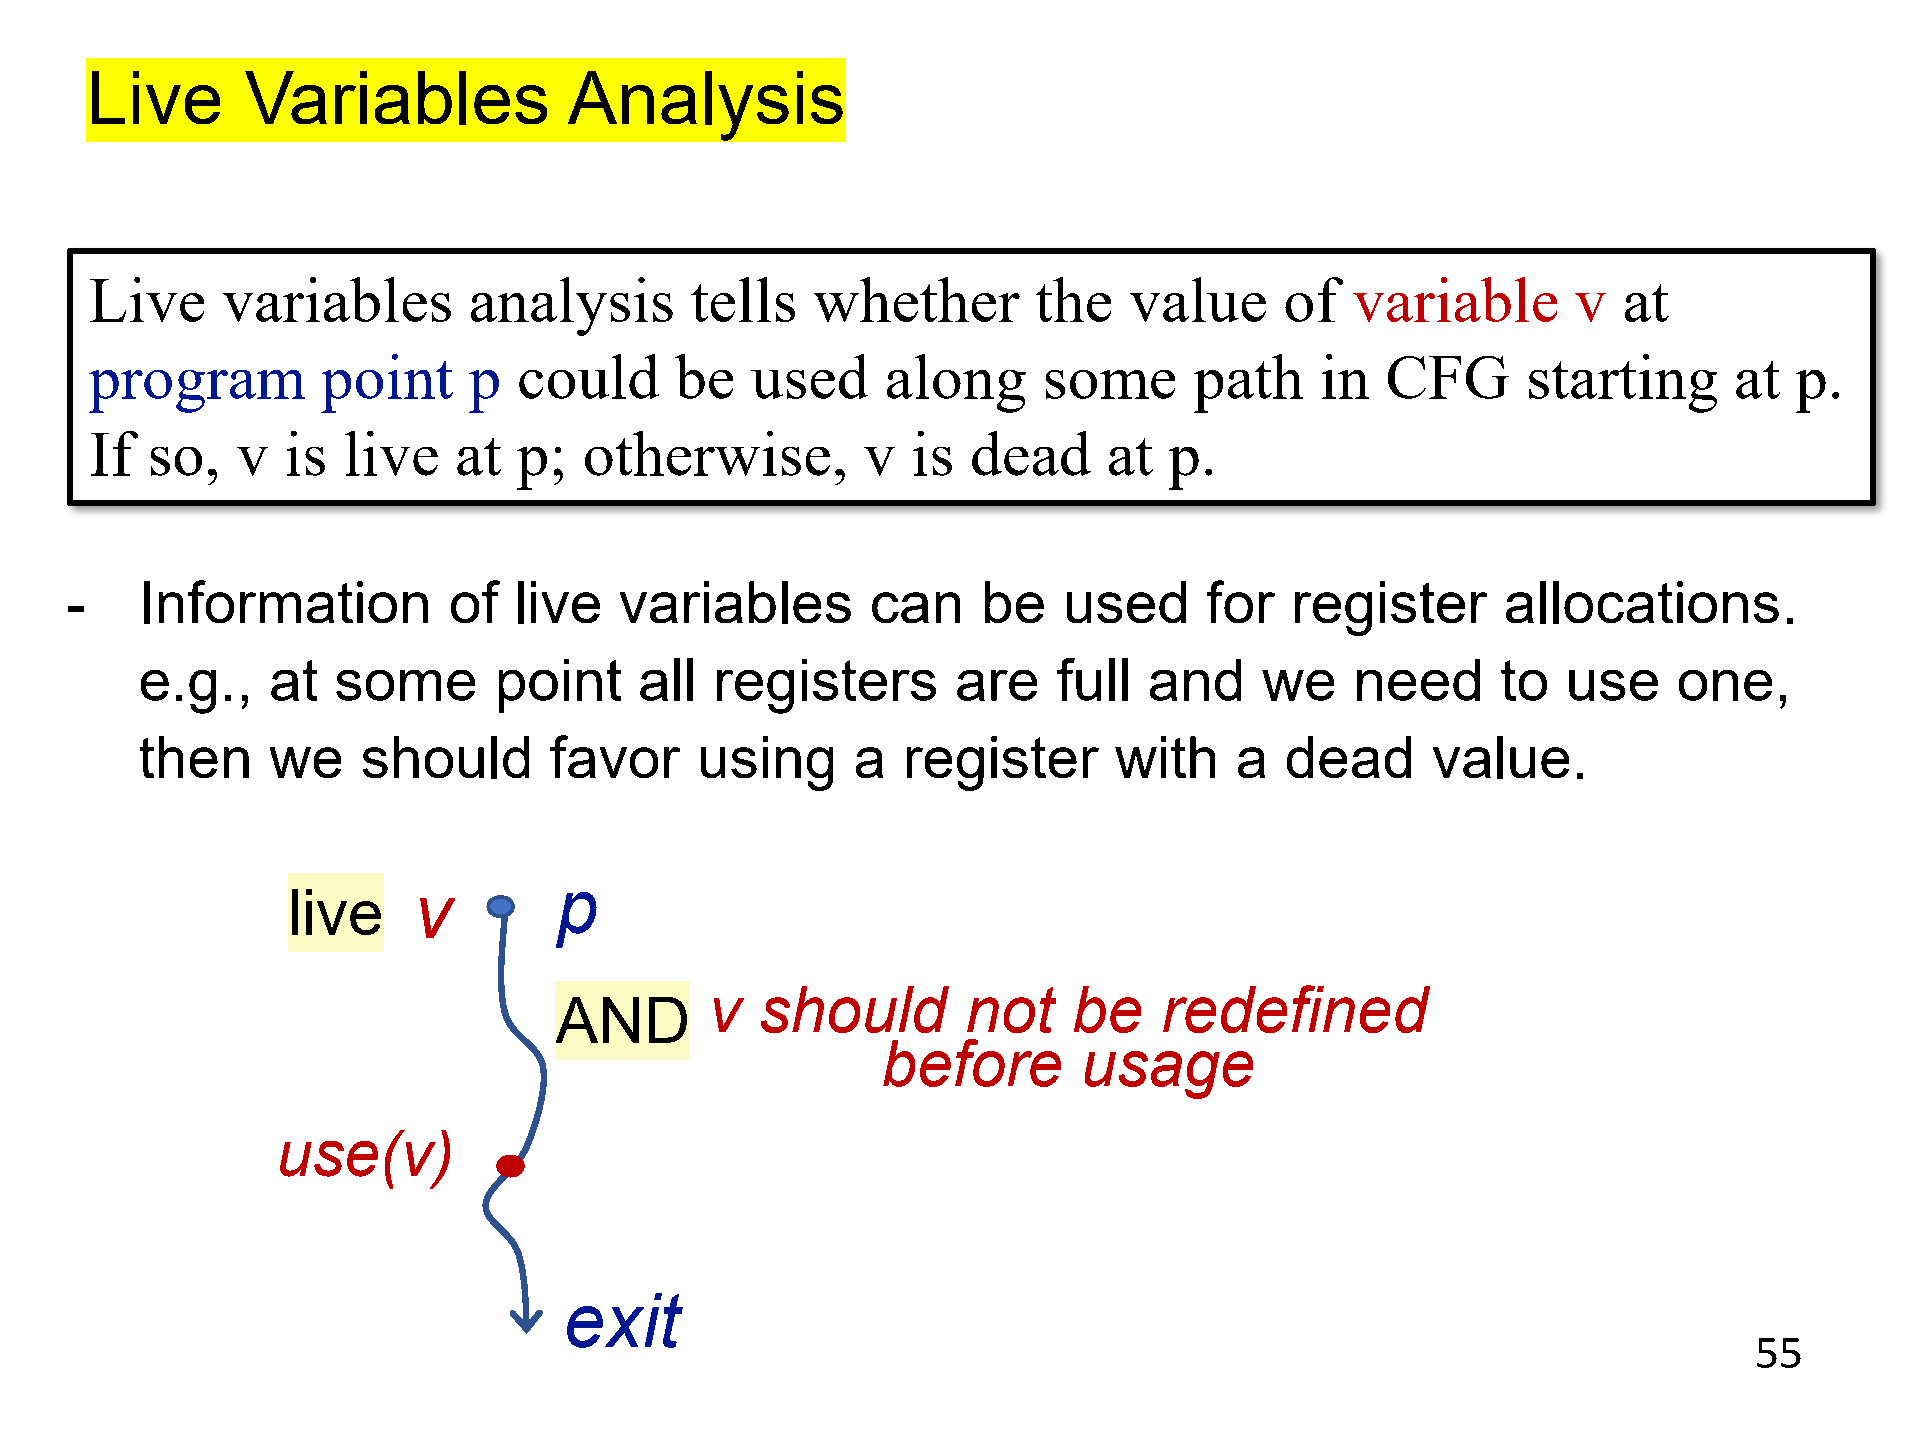 Live Variables Analysis
Live variables analysis tells whether the value of variable v at
program point p could be used along some path in CFG starting at p.
If so, v is live at p; otherwise, v is dead at p.
- Information of live variables can be used for register allocations.
e.g., at some point all registers are full and we need to use one,
then we should favor using a register with a dead value.
live v p
AND v should not be redefined
before usage
use(v)
exit
55